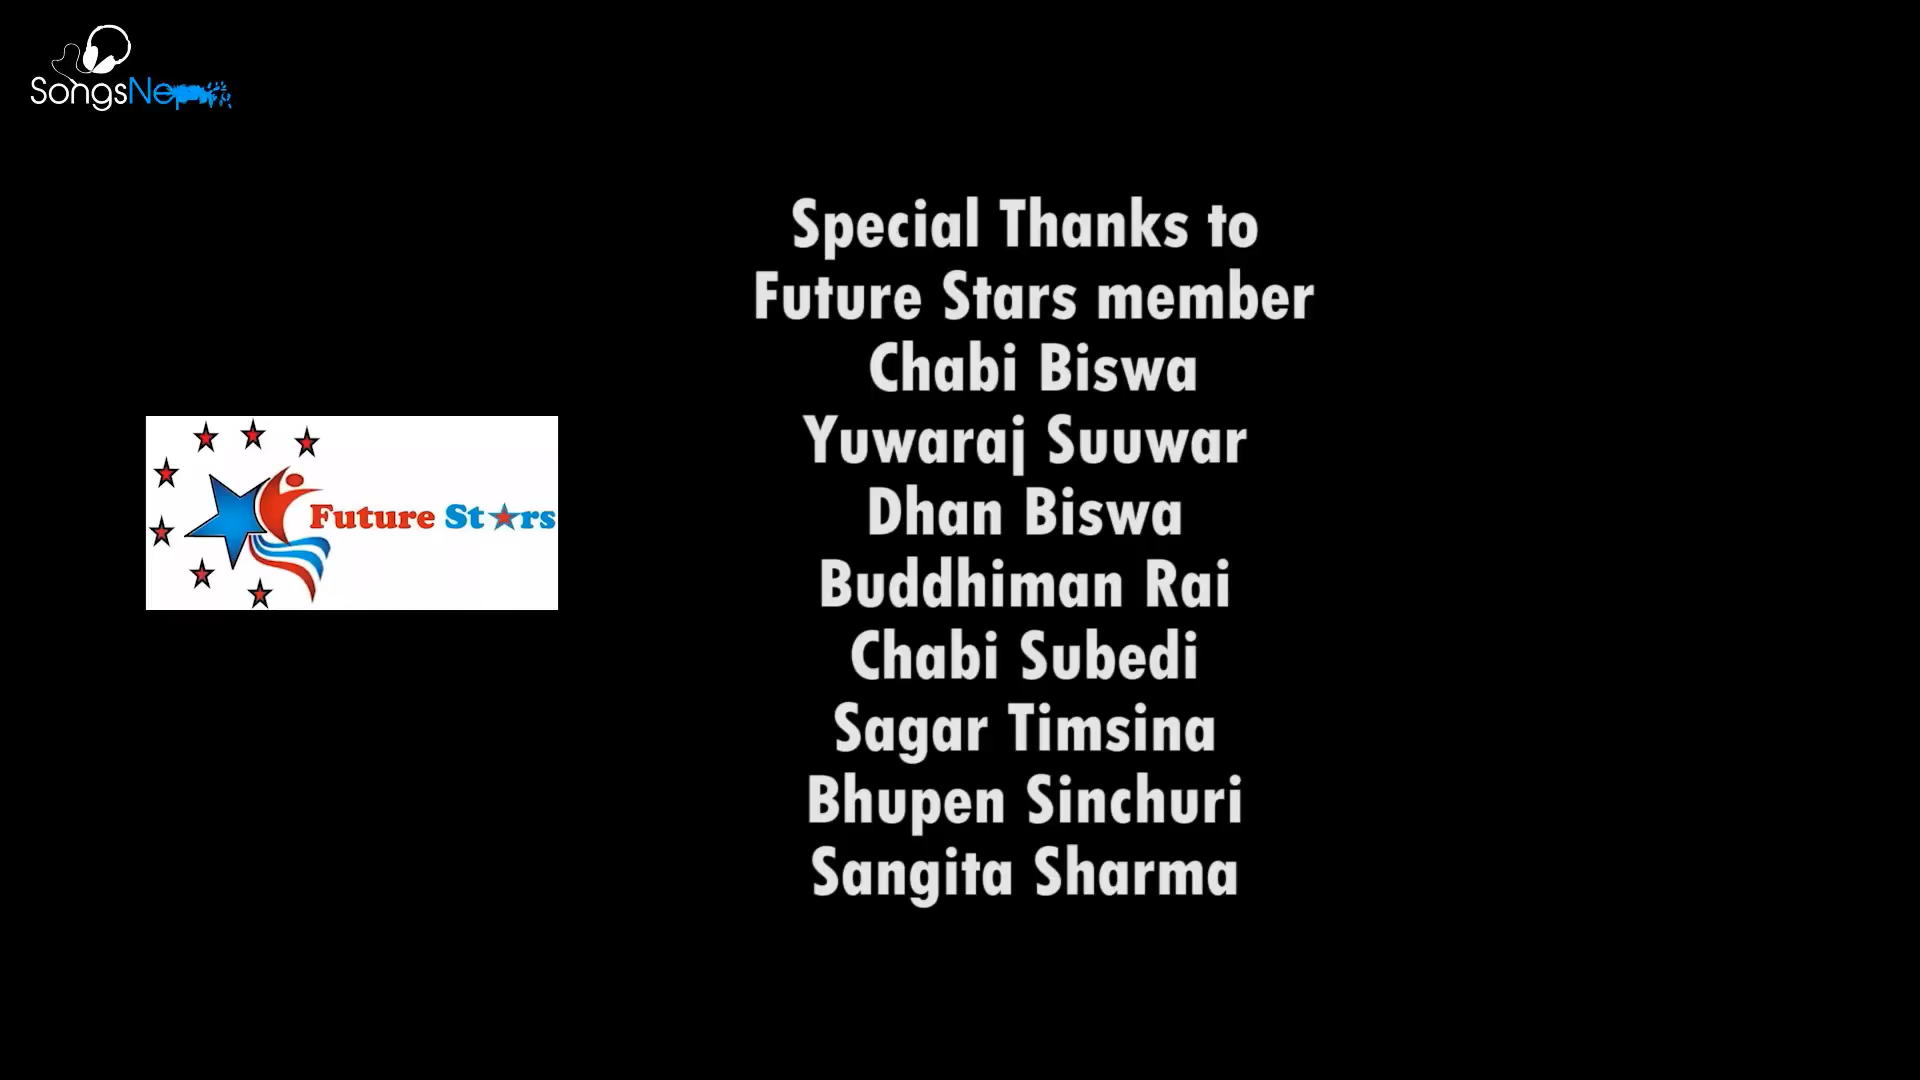 SongsNepal
Special Thanks to
Future Stars member
Chabi Biswa
Yuwaraj Suuwar
Dhan Biswa
Buddhiman Rai
Chabi Subedi
Sagar Timsina
Bhupen Sinchuri
Sangita Sharma
Future Stars